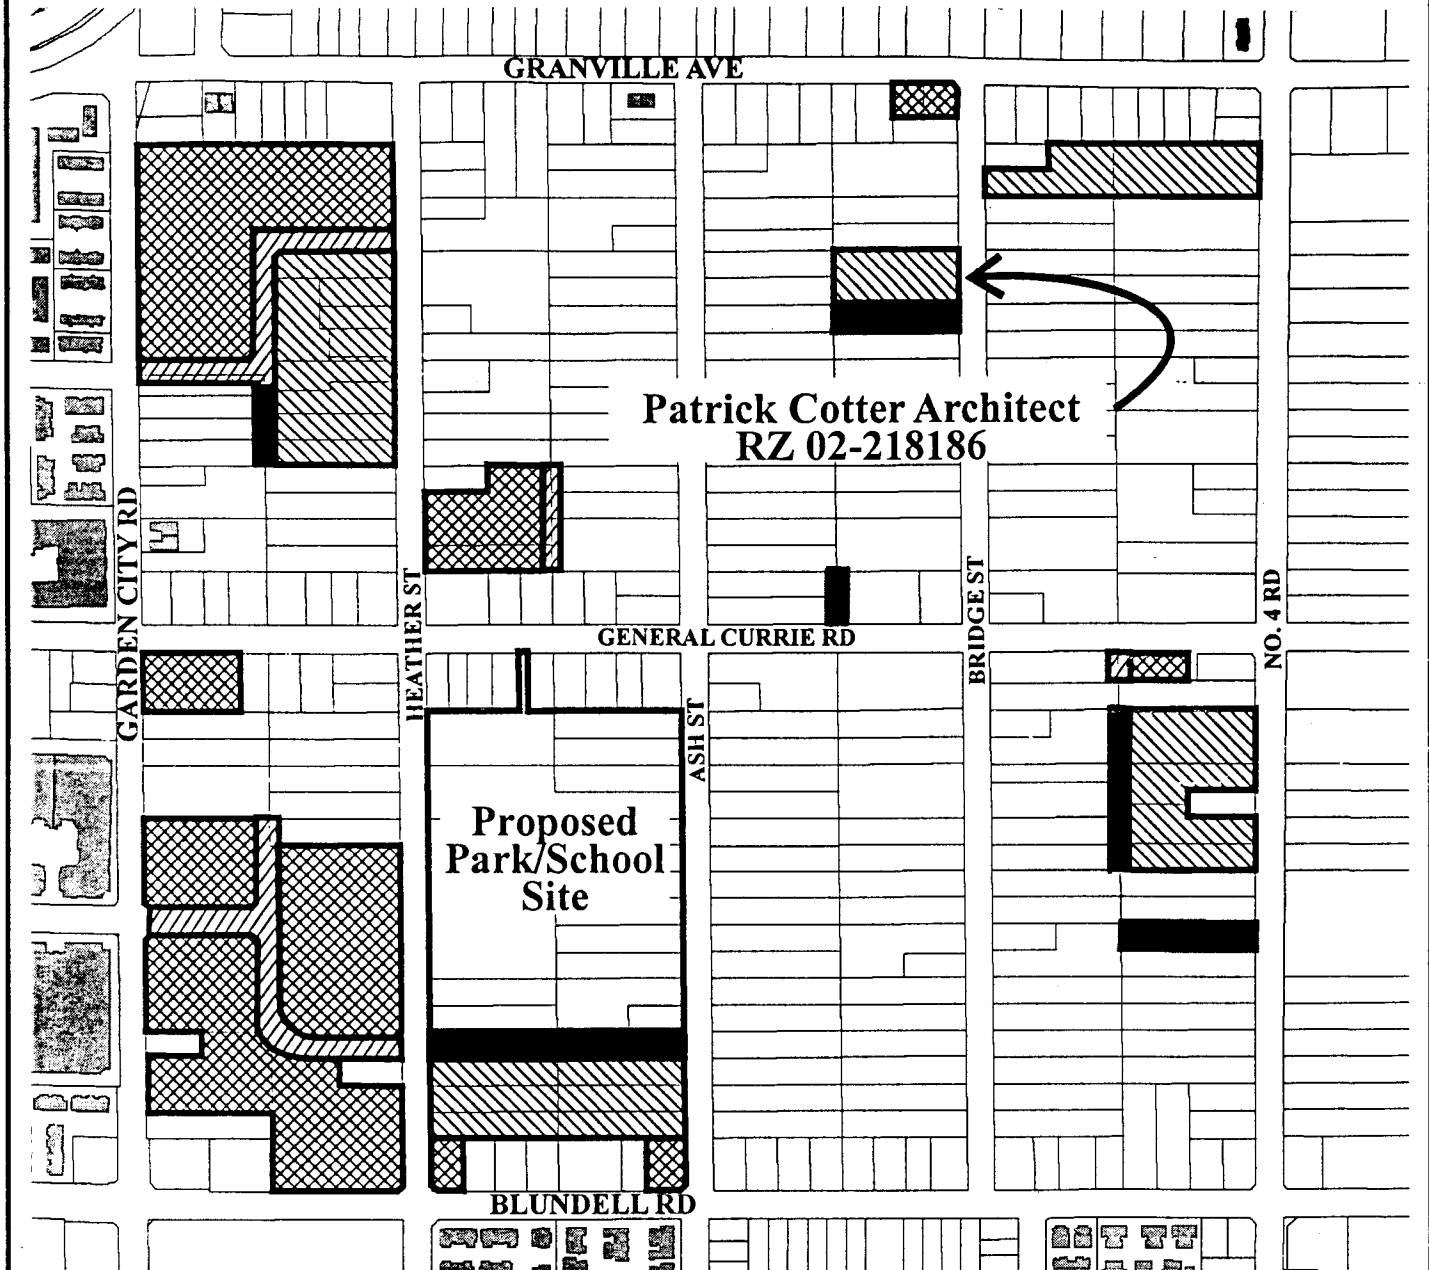 GRANVILLE AVE
Patrick Cotter Architect
RZ 02-218186
GARDEN CITY RD
HEATHER ST
BRIDGE ST
NO. 4 RD
GENERAL CURRIE RD
ASH ST
Proposed
Park/School
Site
BLUNDELL RD